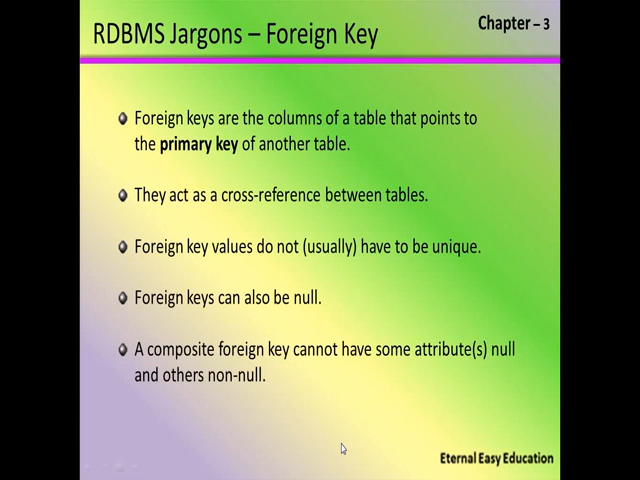 RDBMS Jargons – Foreign Key
Chapter – 3
Foreign keys are the columns of a table that points to
the primary key of another table.
They act as a cross-reference between tables.
Foreign key values do not (usually) have to be unique.
Foreign keys can also be null.
A composite foreign key cannot have some attribute(s) null
and others non-null.
Eternal Easy Education